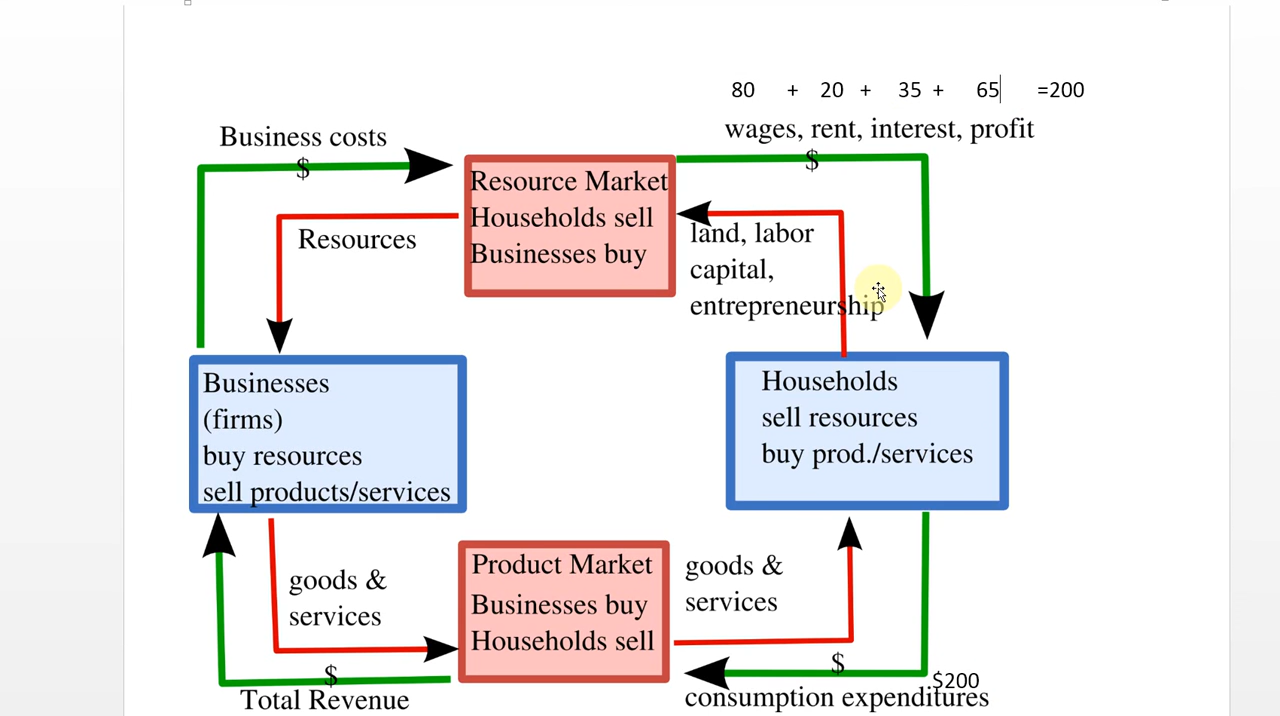 80 + 20 + 35 + 65 =200
wages, rent, interest, profit
$
Business costs
$
Resource Market
Households sell
Businesses buy
Resources
land, labor
capital,
entrepreneurship
Businesses
(firms)
buy resources
sell products/services
Households
sell resources
buy prod./services
goods &
services
Product Market
Businesses buy
Households sell
goods &
services
$
Total Revenue
$
$200
consumption expenditures